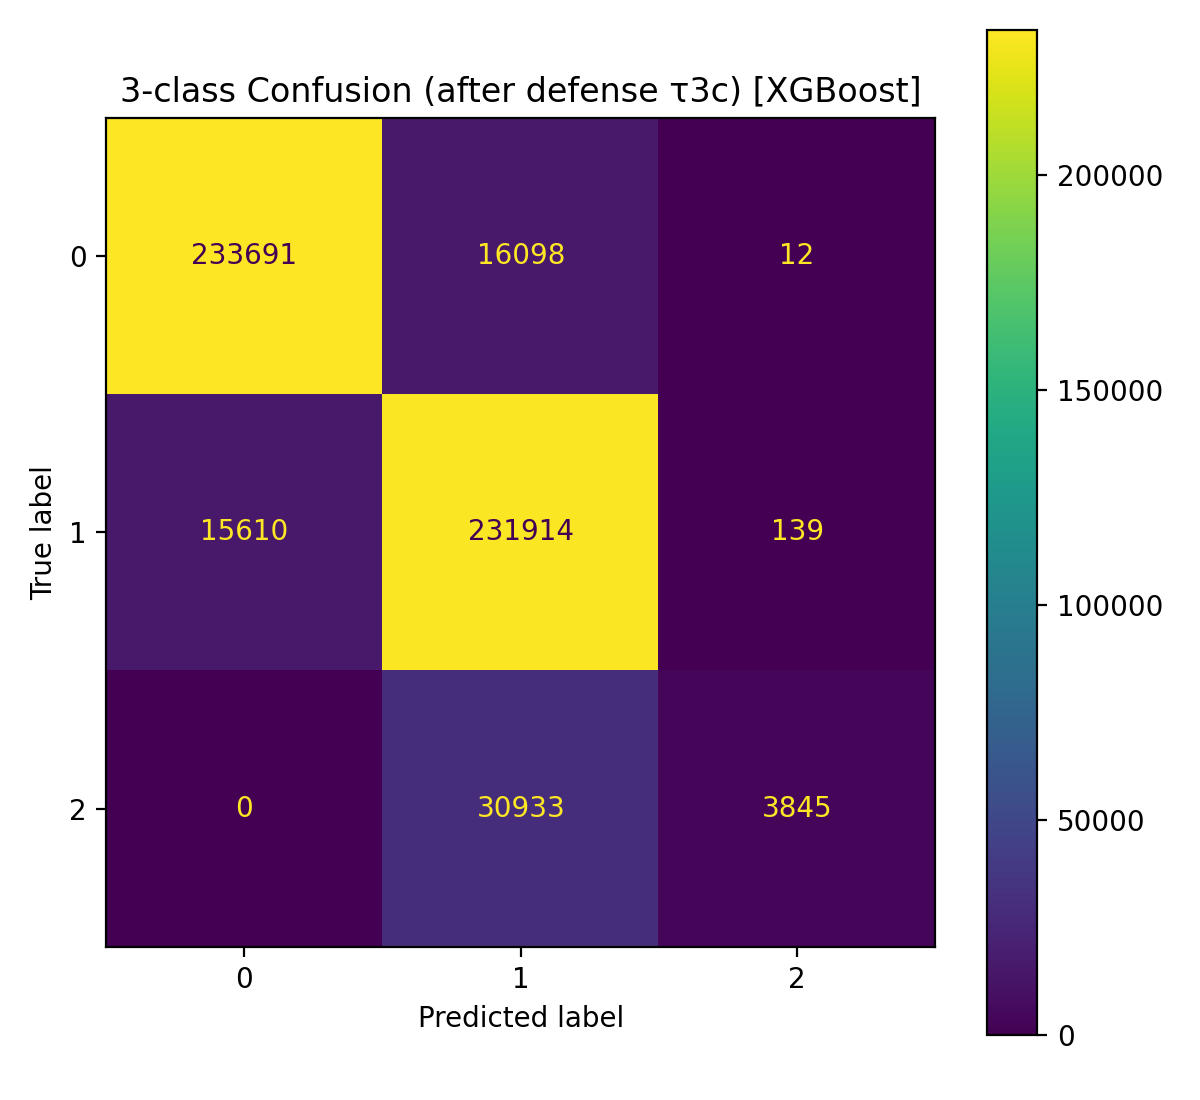 3-class Confusion (after defense τ3c) [XGBoost]
233691 16098 12
15610 231914 139
0 30933 3845
0
1
2
True label
0 1 2
Predicted label
200000
150000
100000
50000
0